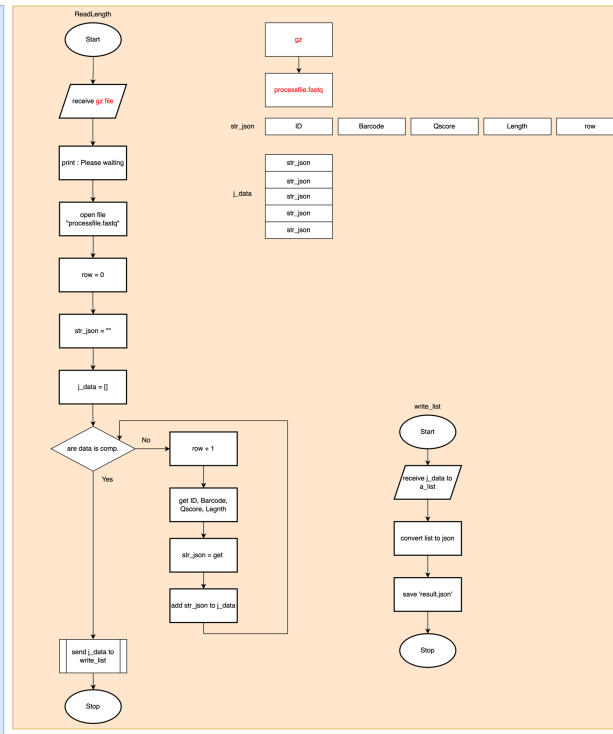 ReadLength
Start
receive gz file
print : Please waiting
open file
"processfile.fastq"
row = 0
str_json = ""
j_data = []
are data is comp.
No
Yes
row + 1
get ID, Barcode,
Qscore, Legnth
str_json = get
add str_json to j_data
send j_data to
write_list
Stop
gz
processfile.fastq
str_json
ID
Barcode
Qscore
Length
row
j_data
str_json
str_json
str_json
str_json
str_json
write_list
Start
receive j_data to
a_list
convert list to json
save 'result.json'
Stop